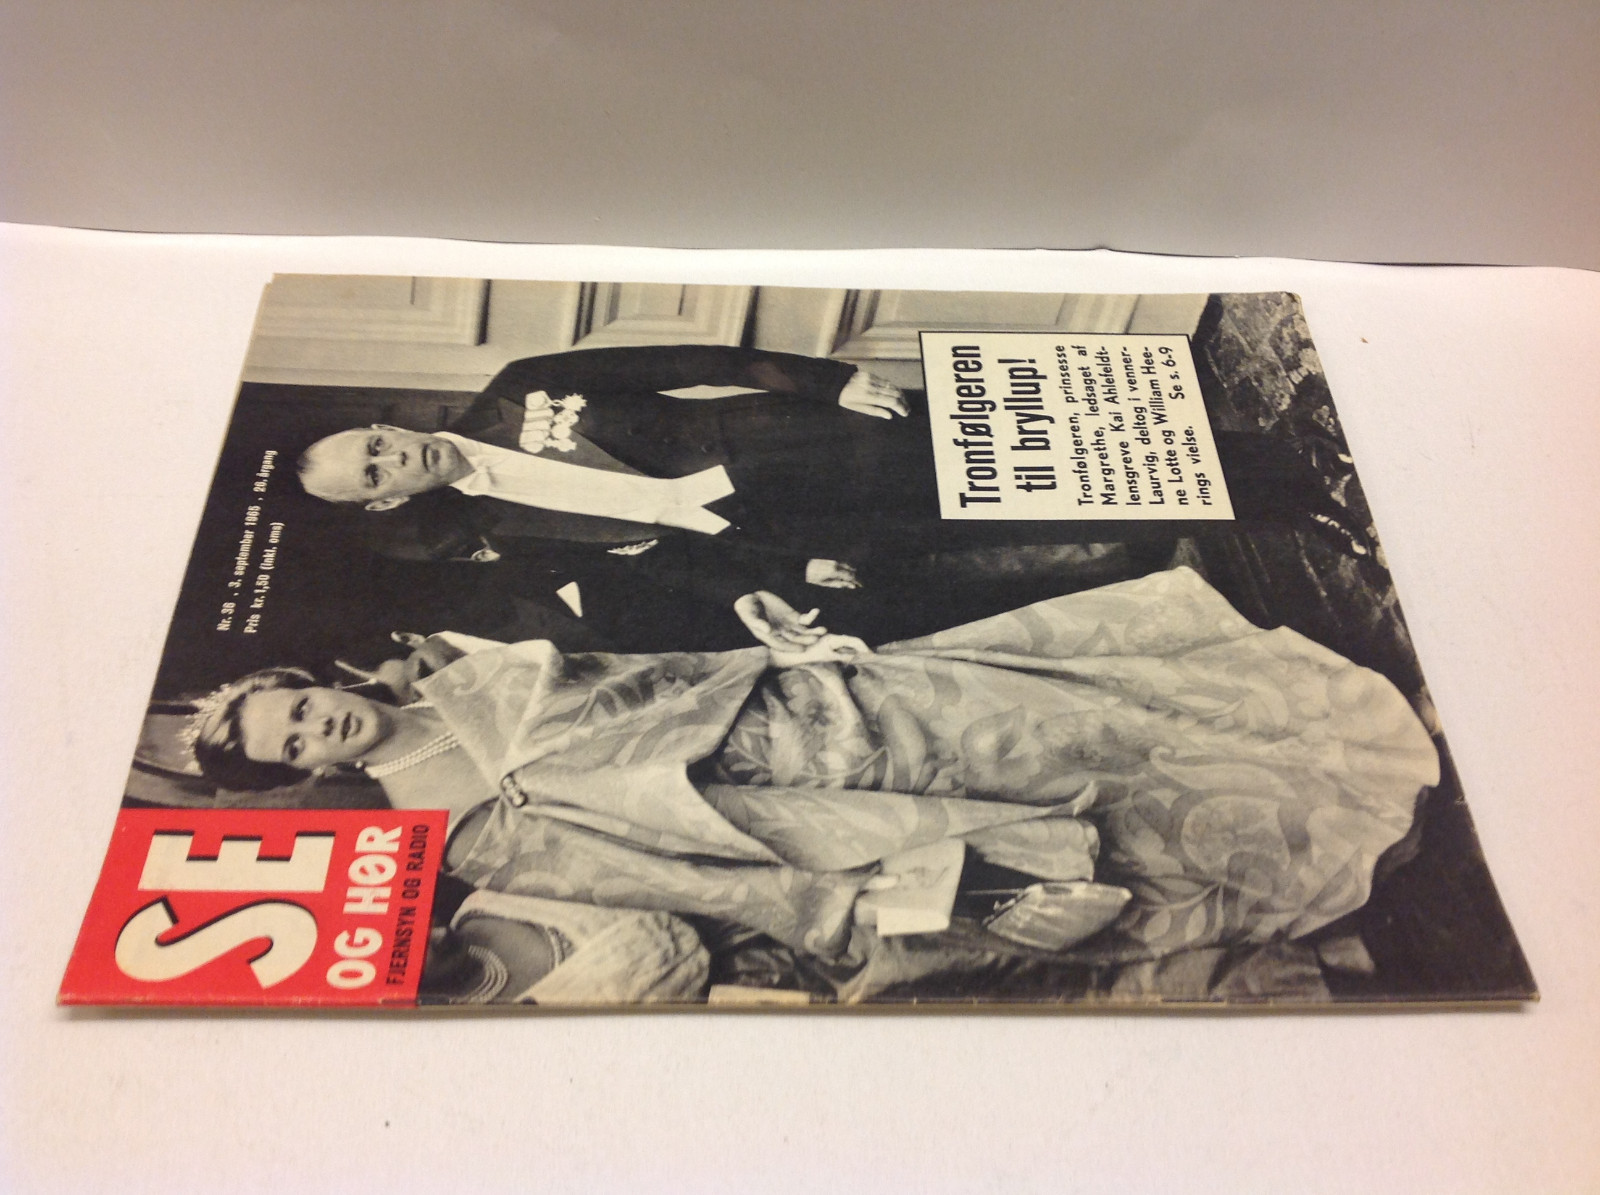 SE
OG HØR
FJERNSYN OG RADIO
Nr. 36 . 3. september 1965 . 26. årgang
Pris kr. 1,50 (inkl. oms)
Tronfølgeren
til bryllup!
Tronfølgeren, prinsesse
Margrethe, ledsaget af
lensgreve Kai Ahlefeldt-
Laurvig, deltog i venner-
ne Lotte og William Hee-
rings vielse. Se s. 6-9